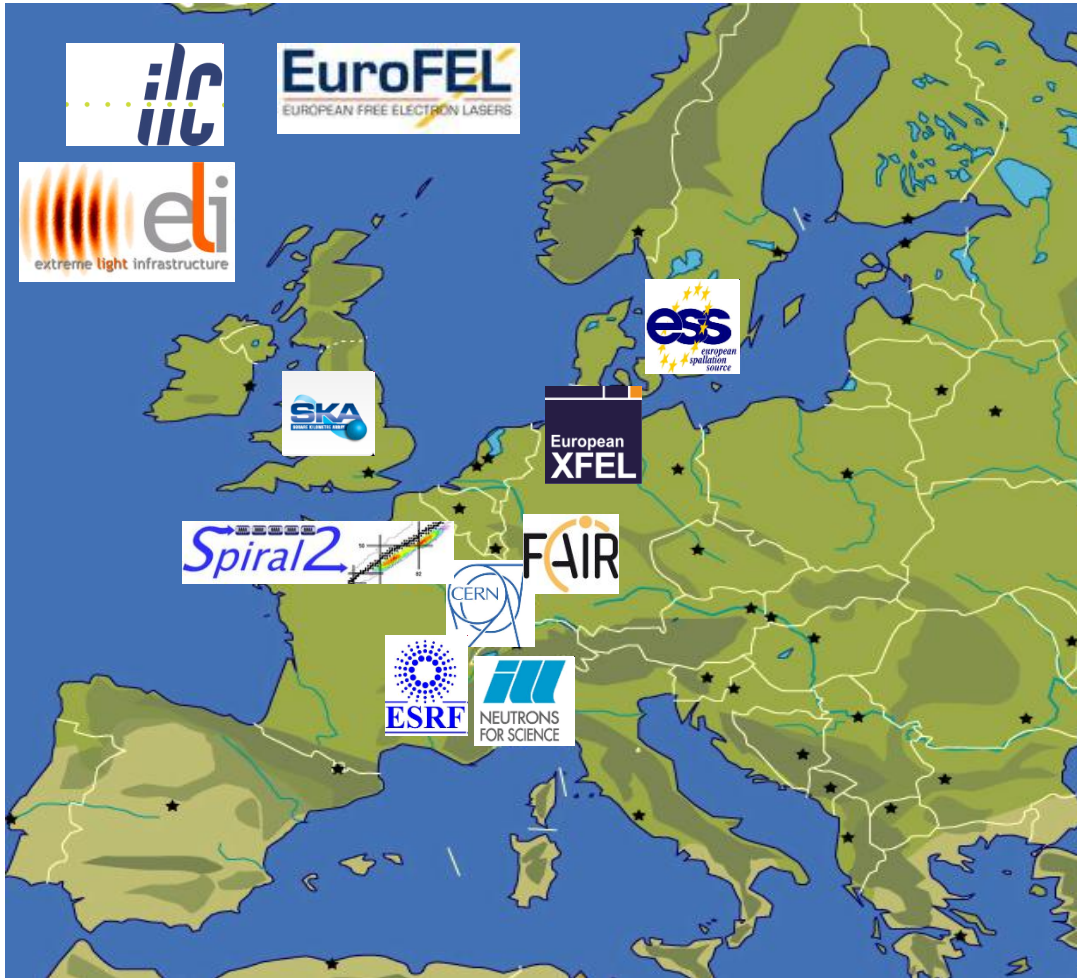 ilc
EuroFEL
EUROPEAN FREE ELECTRON LASERS
eli
extreme light infrastructure
ess
european
spallation
source
SKA
European
XFEL
Spiral2
FAIR
CERN
ESRF
ill
NEUTRONS
FOR SCIENCE